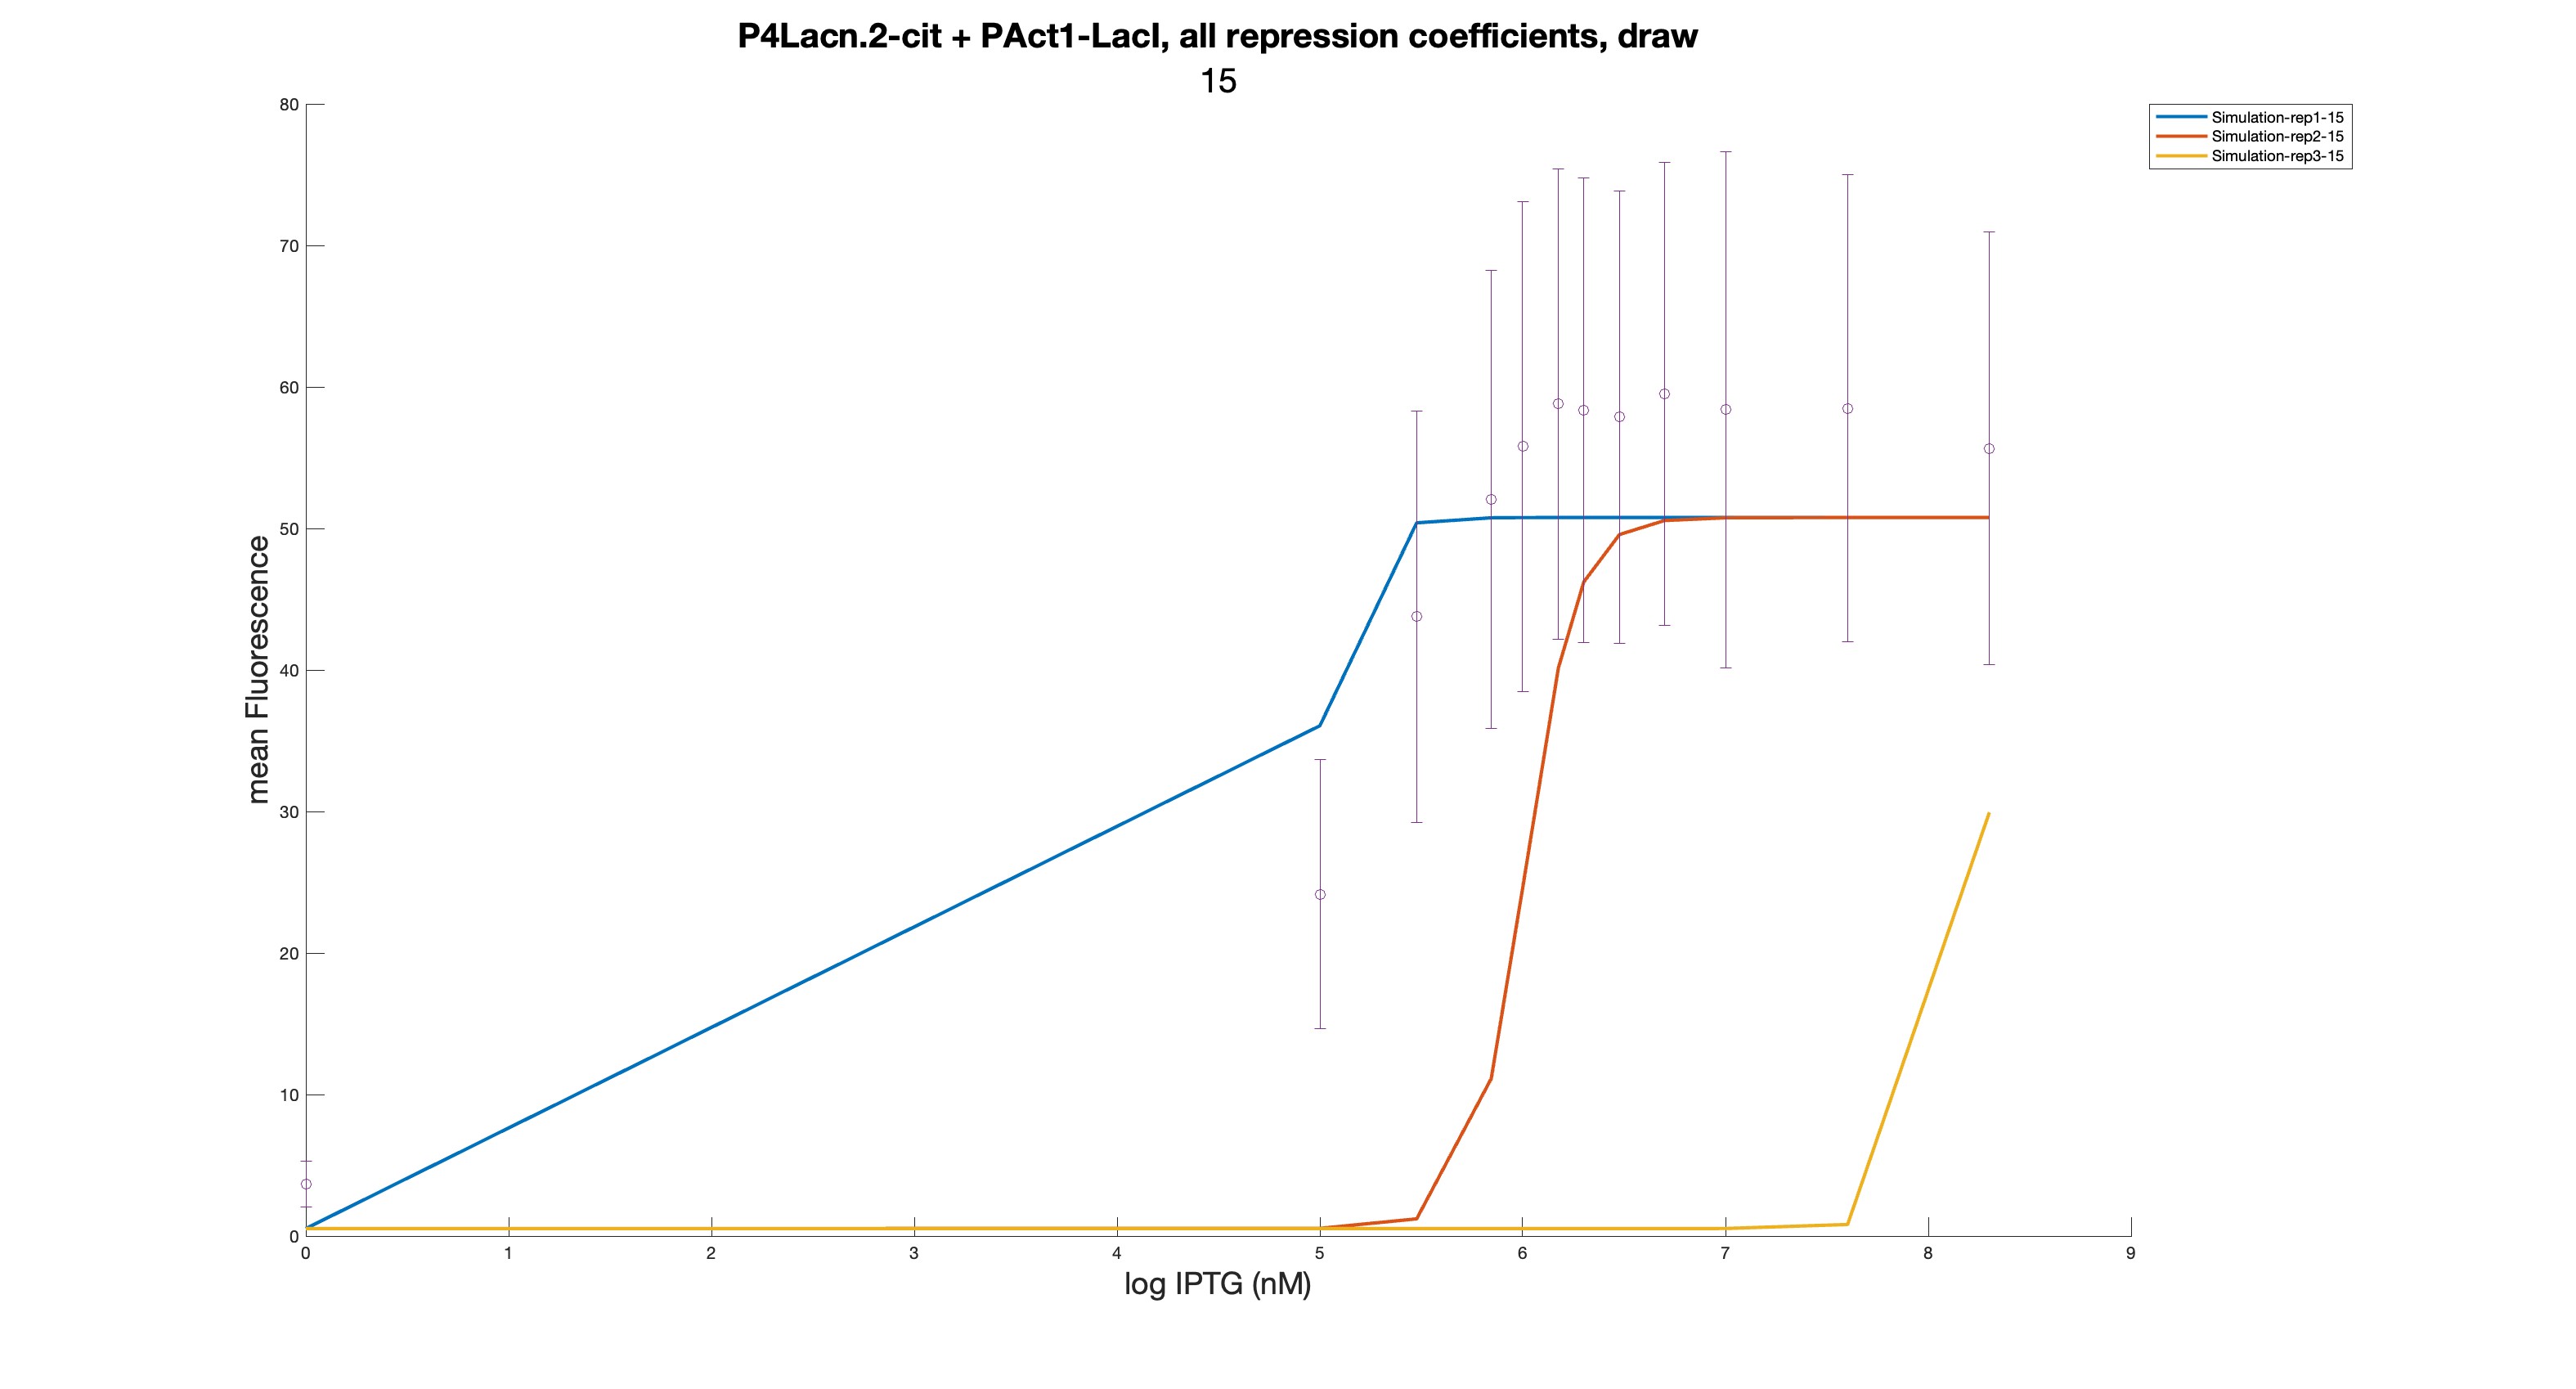 P4Lacn.2-cit + PAct1-LacI, all repression coefficients, draw
15
Simulation-rep1-15
Simulation-rep2-15
Simulation-rep3-15
80
70
60
50
40
30
20
10
0
mean Fluorescence
0 1 2 3 4 5 6 7 8 9
log IPTG (nM)